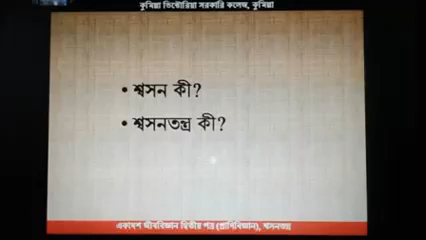 কুমিল্লা ভিক্টোরিয়া সরকারি কলেজ, কুমিল্লা
• শ্বসন কী?
• শ্বসনতন্ত্র কী?
একাদশ জীববিজ্ঞান দ্বিতীয় পত্র (প্রাণিবিজ্ঞান), শ্বসনতন্ত্র